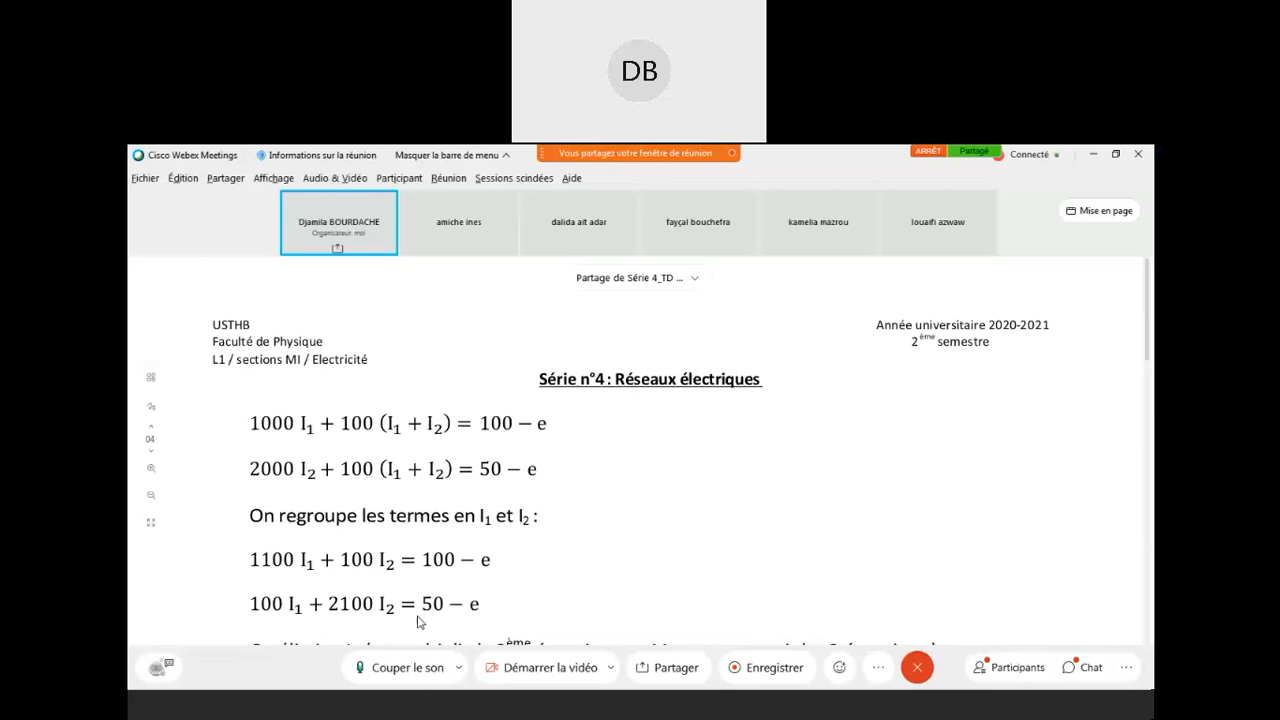 DB
Cisco Webex Meetings
Informations sur la réunion
Masquer la barre de menu
Vous partagez votre fenêtre de réunion
ARRÊT
Partagé
Connecté
Fichier Édition Partager Affichage Audio & Vidéo Participant Réunion Sessions scindées Aide
Djamila BOURDACHE
Organisateur, moi
amiche ines
dalida ait adar
fayçal bouchefra
kamelia mazrou
louaifi azwaw
Mise en page
Partage de Série 4_TD ...
USTHB
Année universitaire 2020-2021
Faculté de Physique
2ème semestre
L1 / sections MI / Electricité
Série n°4 : Réseaux électriques
1000 I₁ + 100 (I₁ + I₂) = 100 − e
04
2000 I₂ + 100 (I₁ + I₂) = 50 − e
On regroupe les termes en I₁ et I₂ :
1100 I₁ + 100 I₂ = 100 − e
100 I₁ + 2100 I₂ = 50 − e
ème
Couper le son
Démarrer la vidéo
Partager
Enregistrer
...
Participants
Chat
...